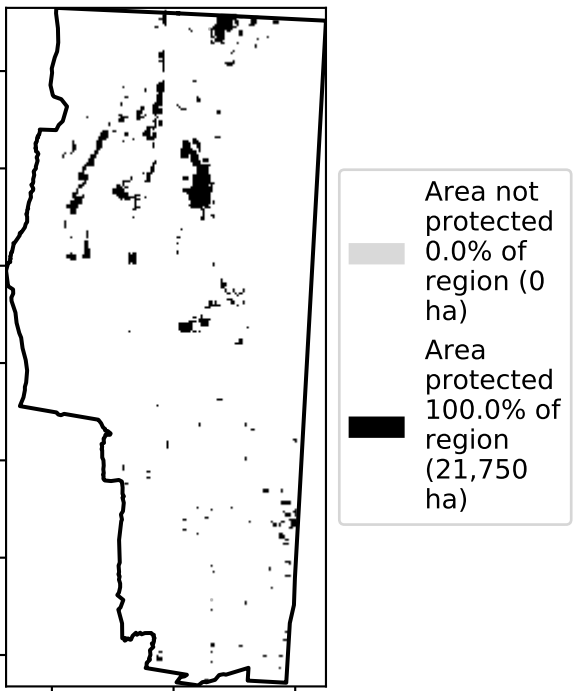 Area not
protected
0.0% of
region (0
ha)
Area
protected
100.0% of
region
(21,750
ha)